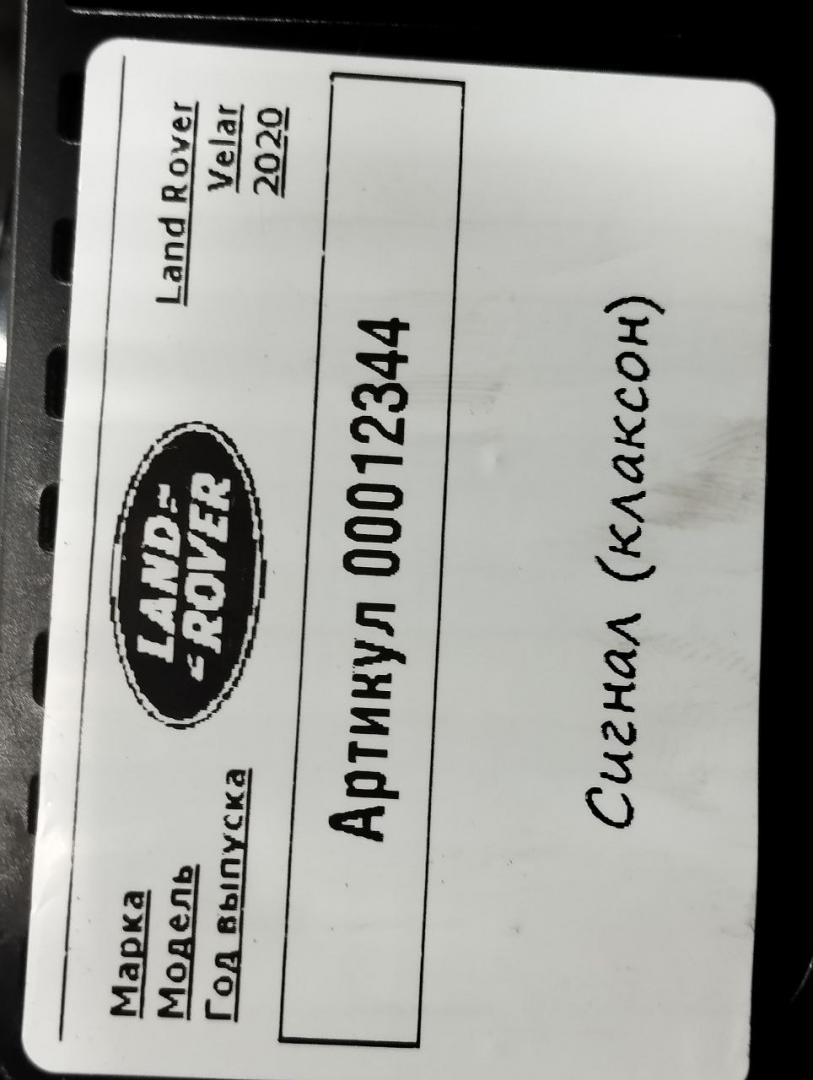 Марка Land Rover
Модель Velar
Год выпуска 2020
LAND ROVER
Артикул 00012344
Сигнал (клаксон)